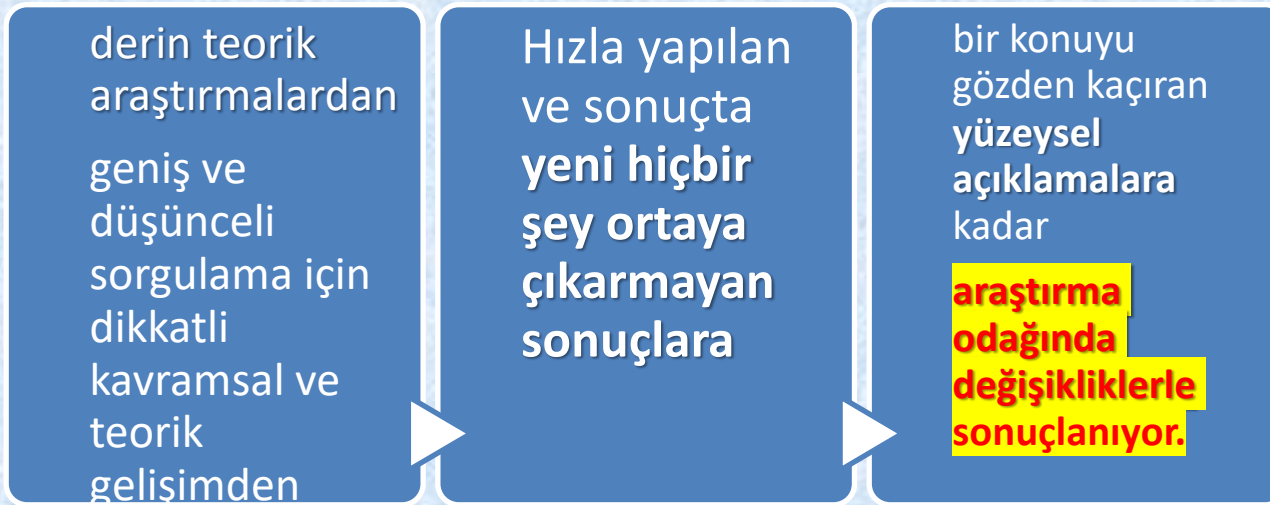 derin teorik
araştırmalardan
geniş ve
düşünceli
sorgulama için
dikkatli
kavramsal ve
teorik
gelişimden
Hızla yapılan
ve sonuçta
yeni hiçbir
şey ortaya
çıkarmayan
sonuçlara
bir konuyu
gözden kaçıran
yüzeysel
açıklamalara
kadar
araştırma
odağında
değişikliklerle
sonuçlanıyor.